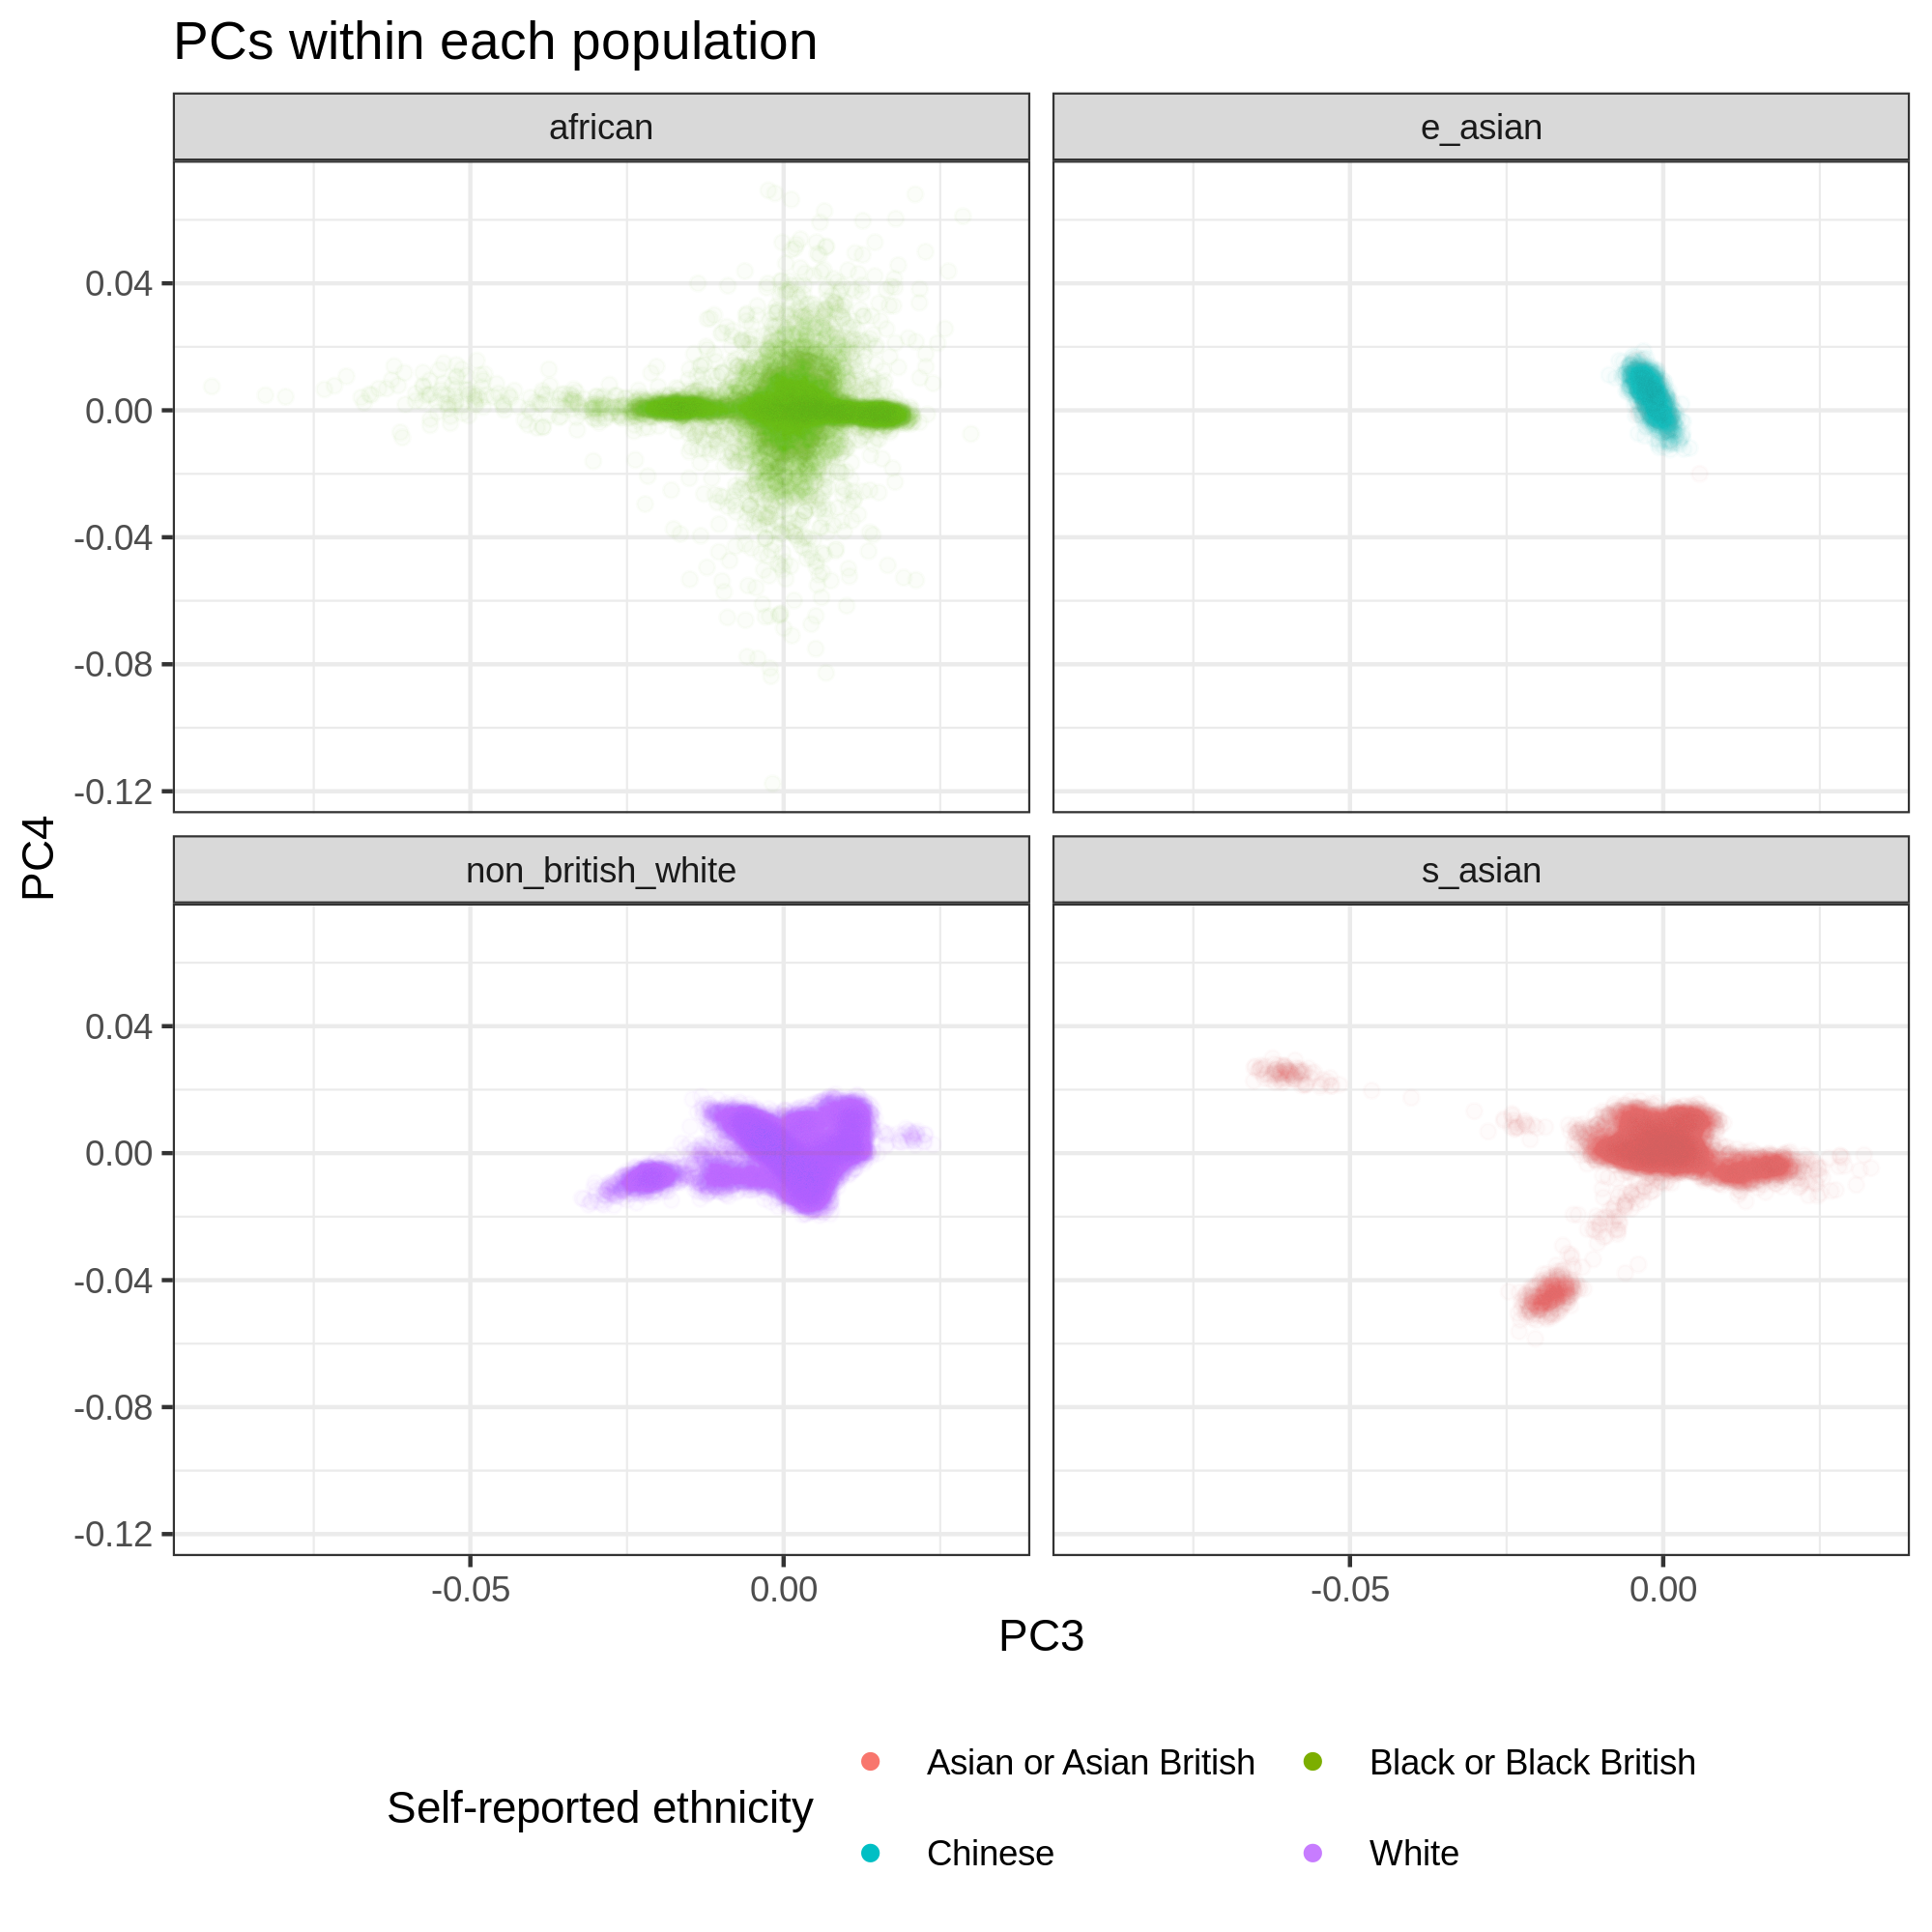 PCs within each population
african
e_asian
0.04
0.00
-0.04
-0.08
-0.12
PC4
non_british_white
s_asian
0.04
0.00
-0.04
-0.08
-0.12
-0.05 0.00 -0.05 0.00
PC3
Self-reported ethnicity
Asian or Asian British
Black or Black British
Chinese
White